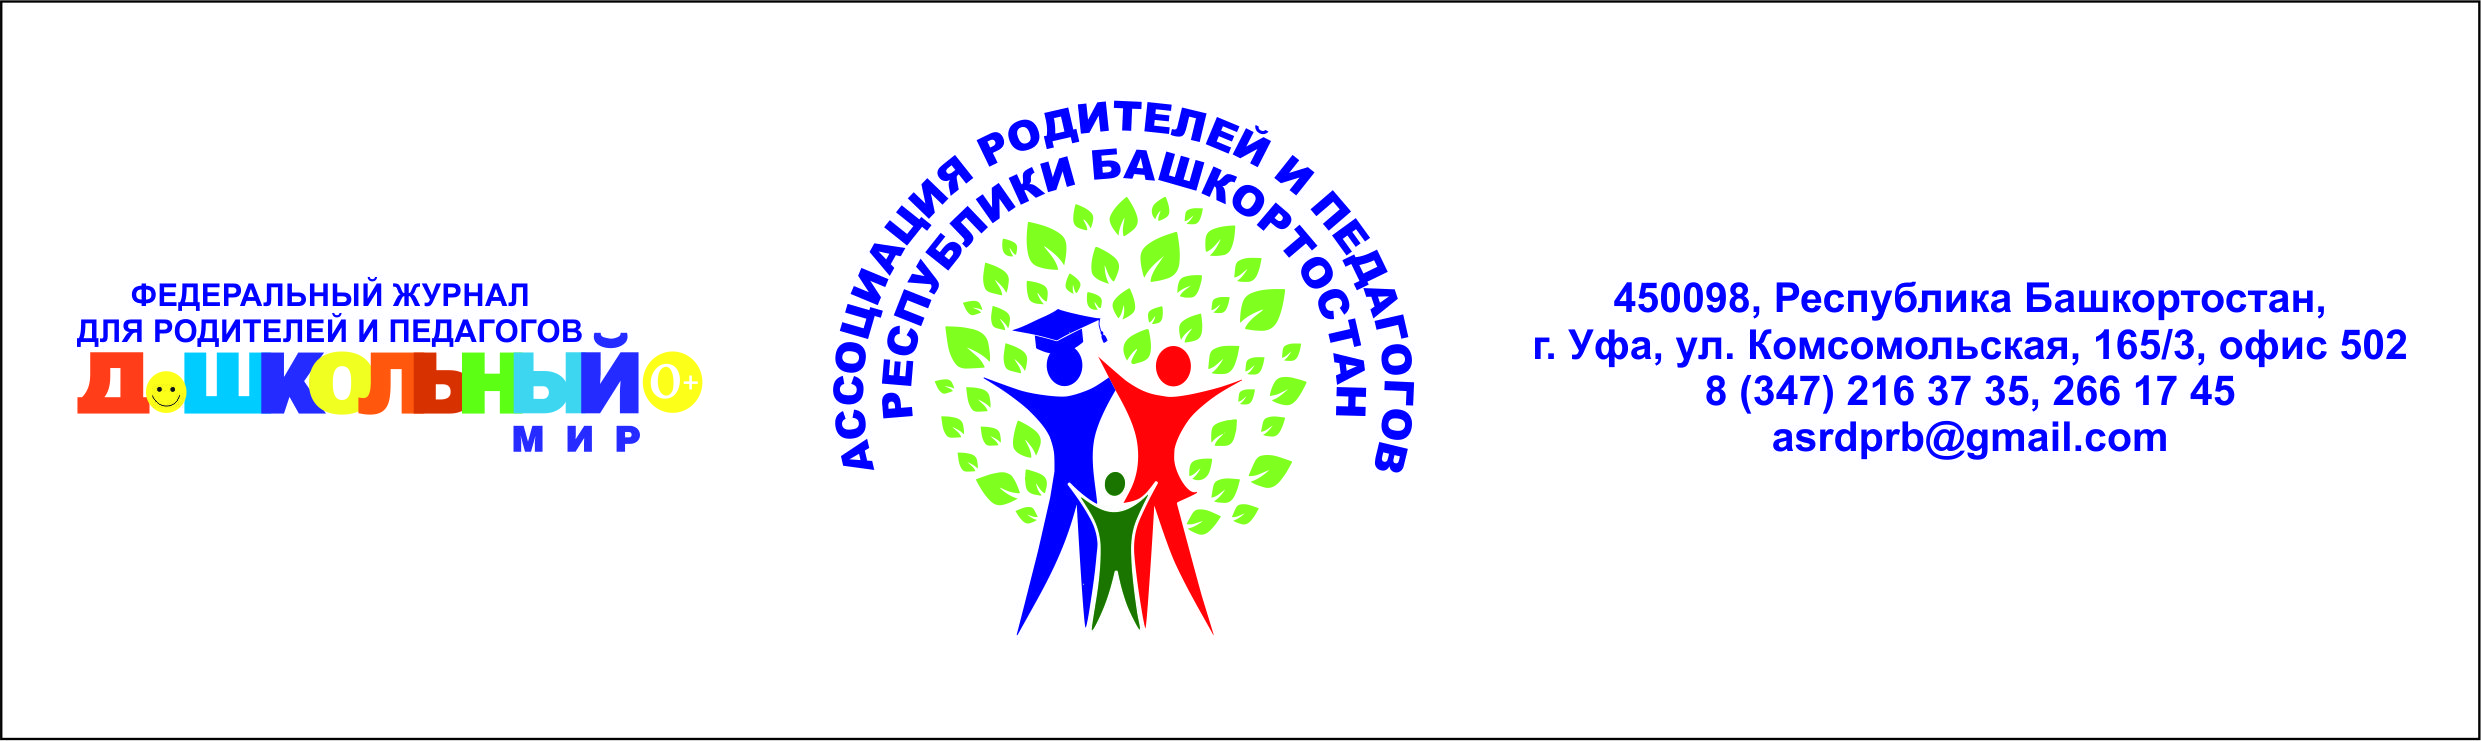 ФЕДЕРАЛЬНЫЙ ЖУРНАЛ
ДЛЯ РОДИТЕЛЕЙ И ПЕДАГОГОВ
ДОШКОЛЬНЫЙ 0+
МИР
АССОЦИАЦИЯ РОДИТЕЛЕЙ И ПЕДАГОГОВ
РЕСПУБЛИКИ БАШКОРТОСТАН
450098, Республика Башкортостан,
г. Уфа, ул. Комсомольская, 165/3, офис 502
8 (347) 216 37 35, 266 17 45
asrdprb@gmail.com